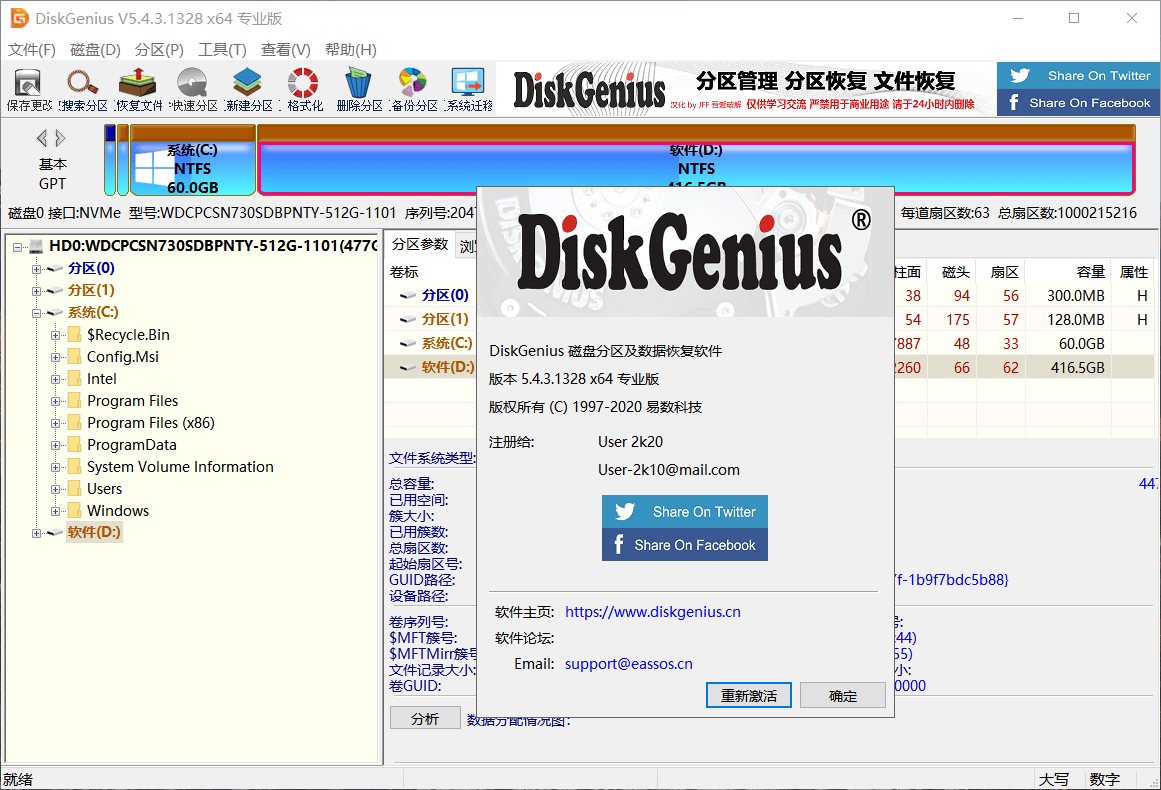 DiskGenius V5.4.3.1328 x64 专业版
文件(F) 磁盘(D) 分区(P) 工具(T) 查看(V) 帮助(H)
保存更改 搜索分区 恢复文件 快速分区 新建分区 格式化 删除分区 备份分区 系统迁移
DiskGenius
分区管理 分区恢复 文件恢复
汉化 by JFF 吾爱破解 仅供学习交流 严禁用于商业用途 请于24小时内删除
Share On Twitter
Share On Facebook
基本
GPT
系统(C:)
NTFS
60.0GB
软件(D:)
NTFS
416.5GB
磁盘0 接口:NVMe 型号:WDCPCSN730SDBPNTY-512G-1101 序列号:204 每道扇区数:63 总扇区数:1000215216
HD0:WDCPCSN730SDBPNTY-512G-1101(477G
分区(0)
分区(1)
系统(C:)
$Recycle.Bin
Config.Msi
Intel
Program Files
Program Files (x86)
ProgramData
System Volume Information
Users
Windows
软件(D:)
分区参数
卷标 柱面 磁头 扇区 容量 属性
分区(0) 38 94 56 300.0MB H
分区(1) 54 175 57 128.0MB H
系统(C:) 7887 48 33 60.0GB
软件(D:) 2260 66 62 416.5GB
文件系统类型:
总容量: 447
已用空间:
簇大小:
已用簇数:
总扇区数:
起始扇区号:
GUID路径: f-1b9f7bdc5b88}
设备路径:
卷序列号: 号:
$MFT簇号: 44)
$MFTMirr簇号 55)
文件记录大小: 小:
卷GUID: 0000
分析 数据分配情况图:
DiskGenius®
DiskGenius 磁盘分区及数据恢复软件
版本 5.4.3.1328 x64 专业版
版权所有 (C) 1997-2020 易数科技
注册给: User 2k20
User-2k10@mail.com
Share On Twitter
Share On Facebook
软件主页: https://www.diskgenius.cn
软件论坛:
Email: support@eassos.cn
重新激活 确定
就绪 大写 数字